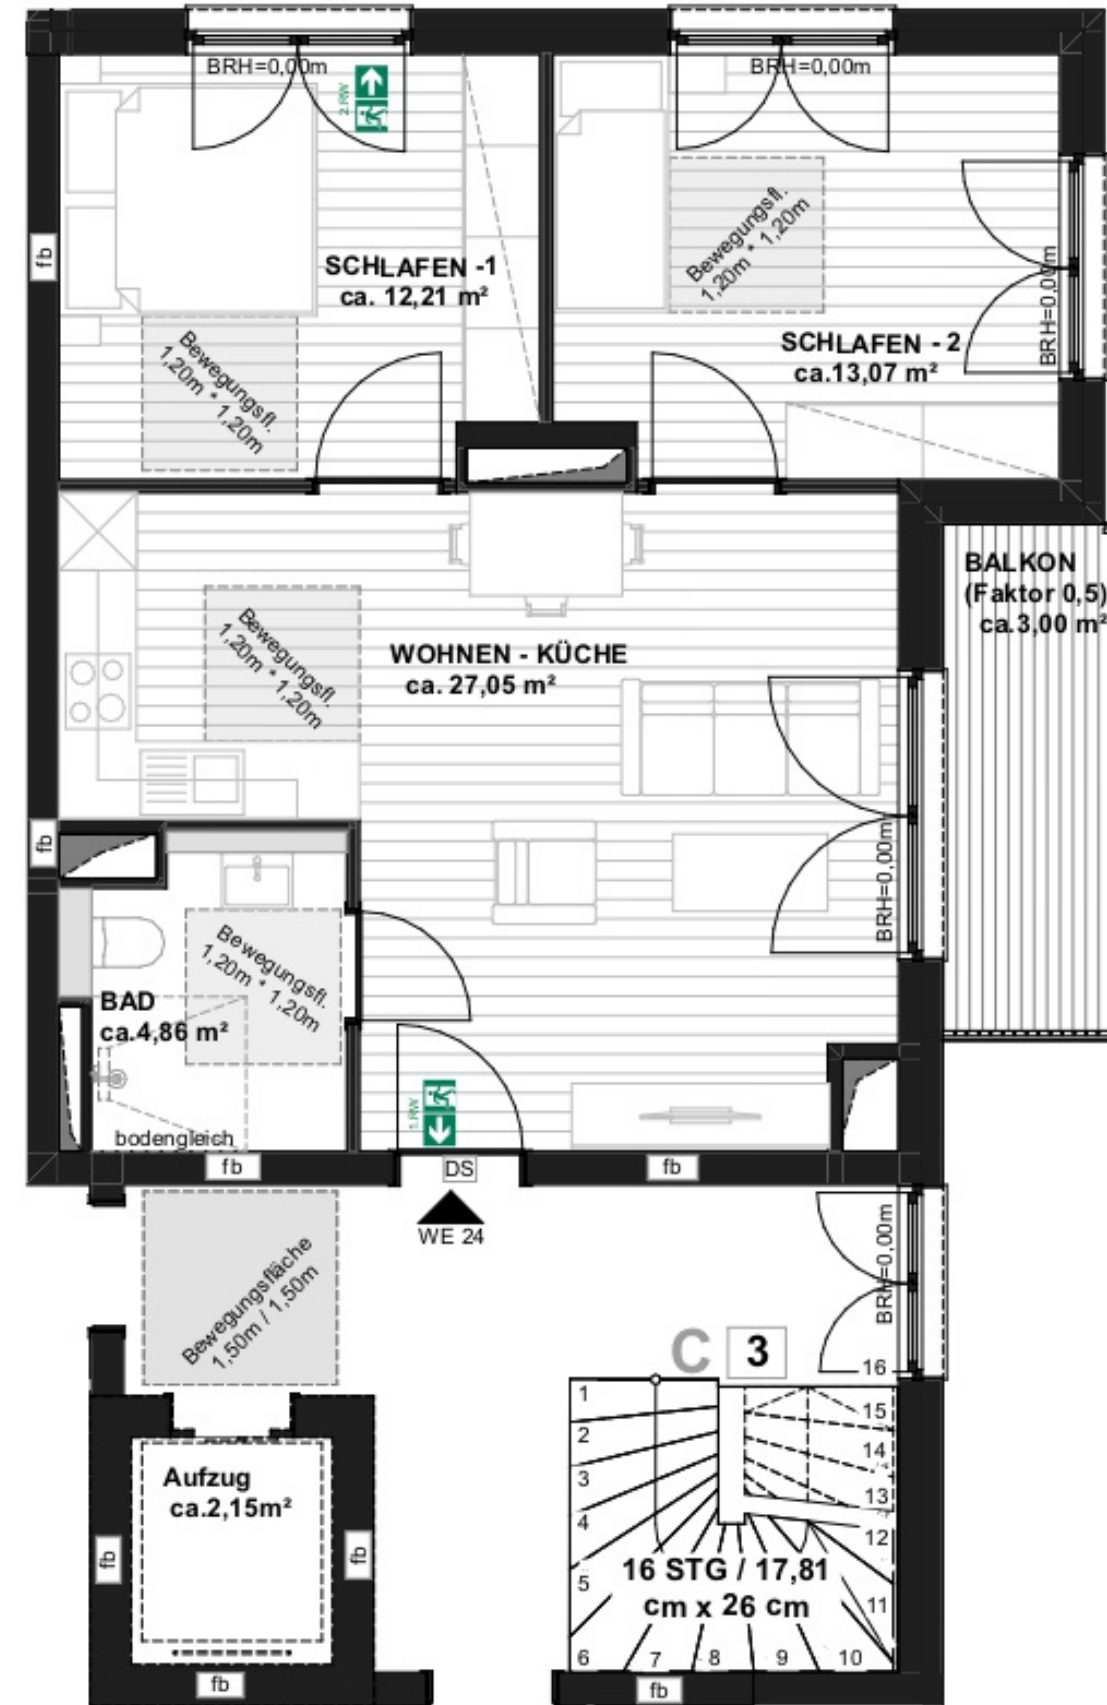 BRH=0,00m
BRH=0,00m
2.RW
fb
SCHLAFEN -1
ca. 12,21 m²
Bewegungsfl.
1,20m * 1,20m
Bewegungsfl.
1,20m * 1,20m
BRH=0,00m
SCHLAFEN - 2
ca.13,07 m²
BALKON
(Faktor 0,5)
ca.3,00 m²
Bewegungsfl.
1,20m * 1,20m
WOHNEN - KÜCHE
ca. 27,05 m²
fb
BRH=0,00m
Bewegungsfl.
1,20m * 1,20m
BAD
ca.4,86 m²
bodengleich
1.RW
fb
DS
fb
WE 24
Bewegungsfläche
1,50m / 1,50m
BRH=0,00m
C 3
16
1
15
2
14
3
13
4
12
Aufzug
ca.2,15m²
fb
fb
16 STG / 17,81
cm x 26 cm
5
11
6
7
8
9
10
fb
fb